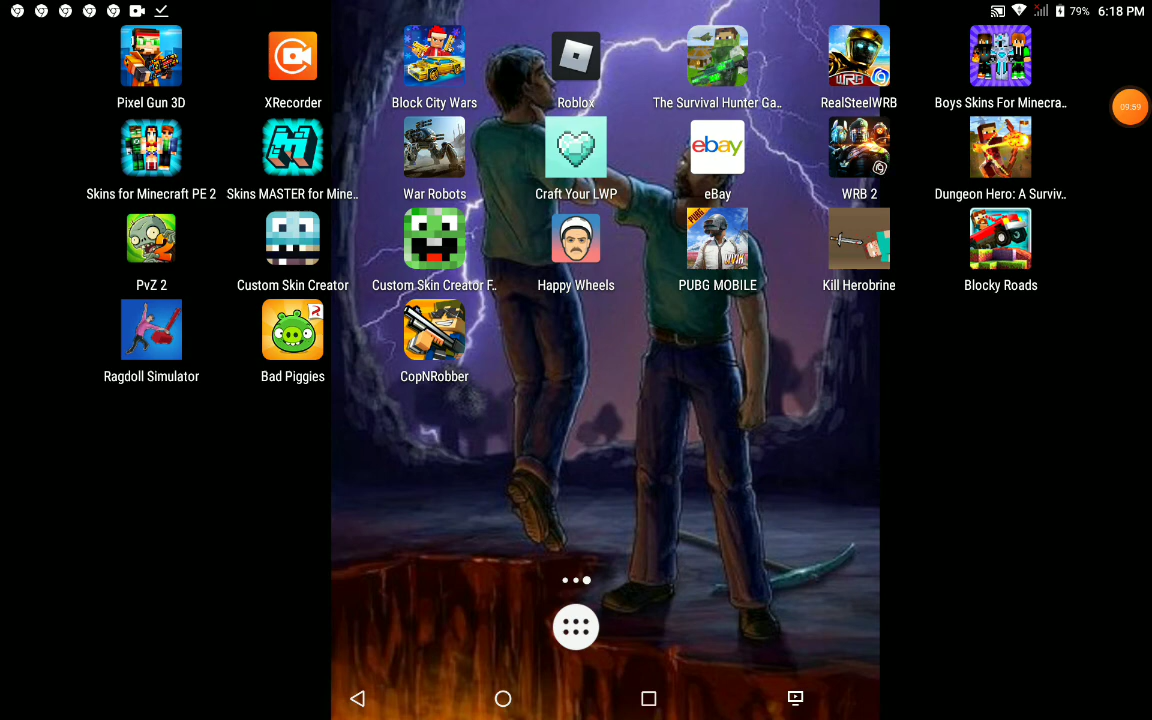 79% 6:18 PM
Pixel Gun 3D
XRecorder
Block City Wars
Roblox
The Survival Hunter Ga..
WRB
RealSteelWRB
Boys Skins For Minecra..
09:59
Skins for Minecraft PE 2
Skins MASTER for Mine..
War Robots
Craft Your LWP
ebay
eBay
WRB 2
Dungeon Hero: A Surviv..
PvZ 2
Custom Skin Creator
Custom Skin Creator F..
Happy Wheels
PUBG
PUBG MOBILE
Kill Herobrine
Blocky Roads
Ragdoll Simulator
Bad Piggies
CopNRobber